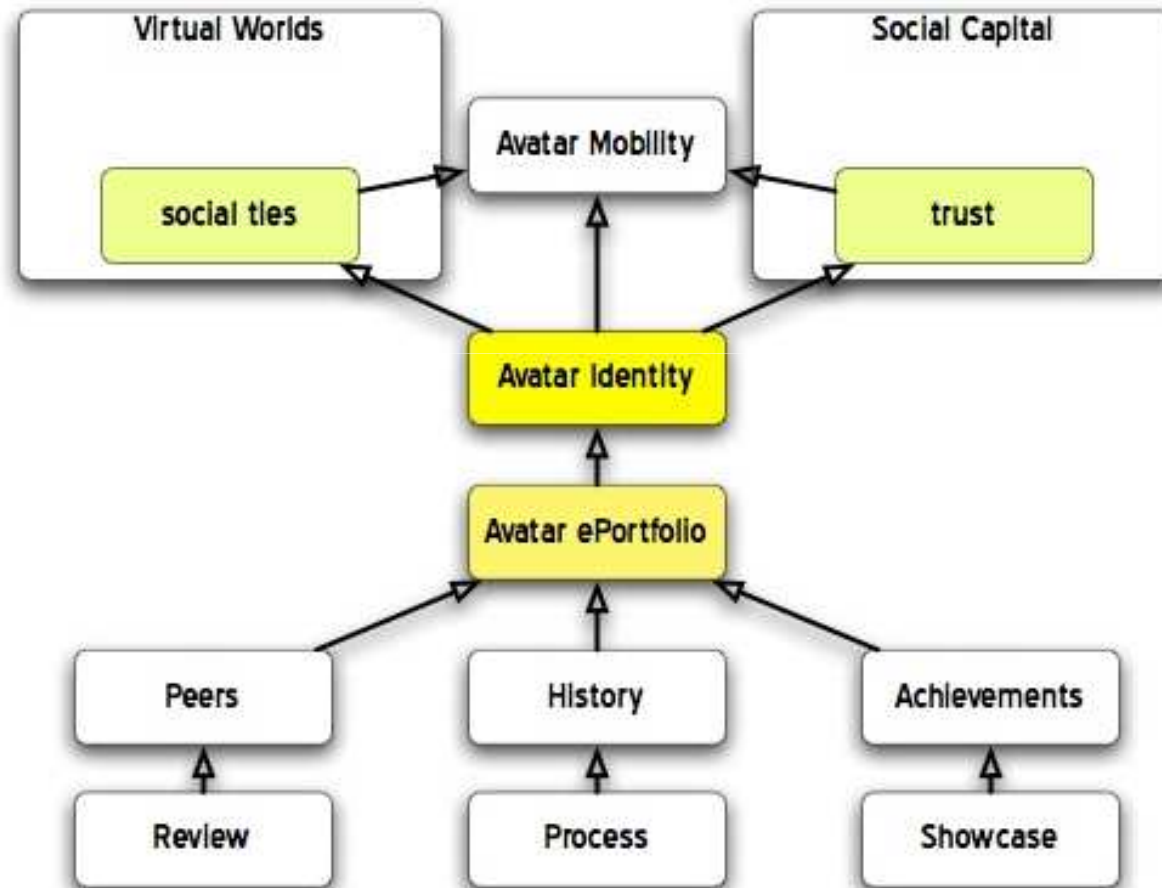 Virtual Worlds
Social Capital
Avatar Mobility
social ties
trust
Avatar Identity
Avatar ePortfolio
Peers
History
Achievements
Review
Process
Showcase